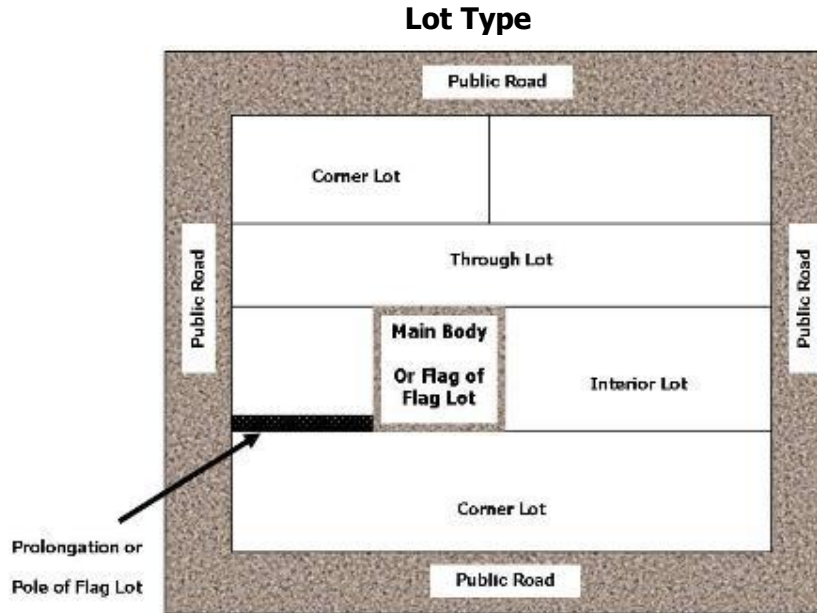 Lot Type
Public Road
Corner Lot
Through Lot
Public Road
Public Road
Main Body
Or Flag of
Flag Lot
Interior Lot
Corner Lot
Prolongation or
Pole of Flag Lot
Public Road